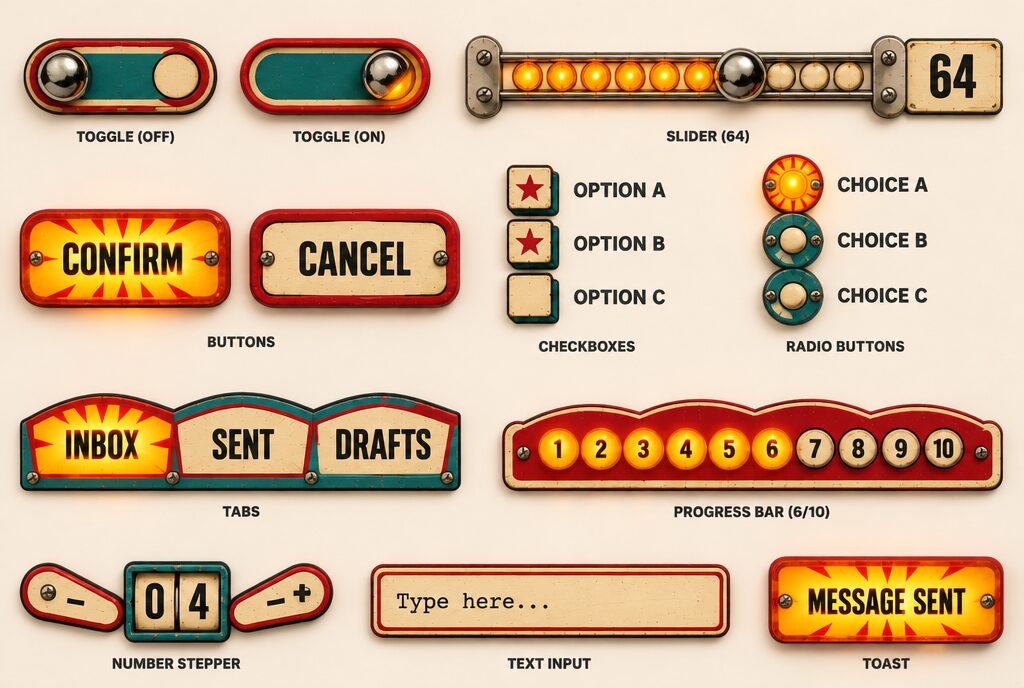 64
TOGGLE (OFF)
TOGGLE (ON)
SLIDER (64)
CONFIRM
CANCEL
BUTTONS
OPTION A
OPTION B
OPTION C
CHECKBOXES
CHOICE A
CHOICE B
CHOICE C
RADIO BUTTONS
INBOX
SENT
DRAFTS
TABS
1 2 3 4 5 6 7 8 9 10
PROGRESS BAR (6/10)
- 04 - +
NUMBER STEPPER
Type here...
TEXT INPUT
MESSAGE SENT
TOAST